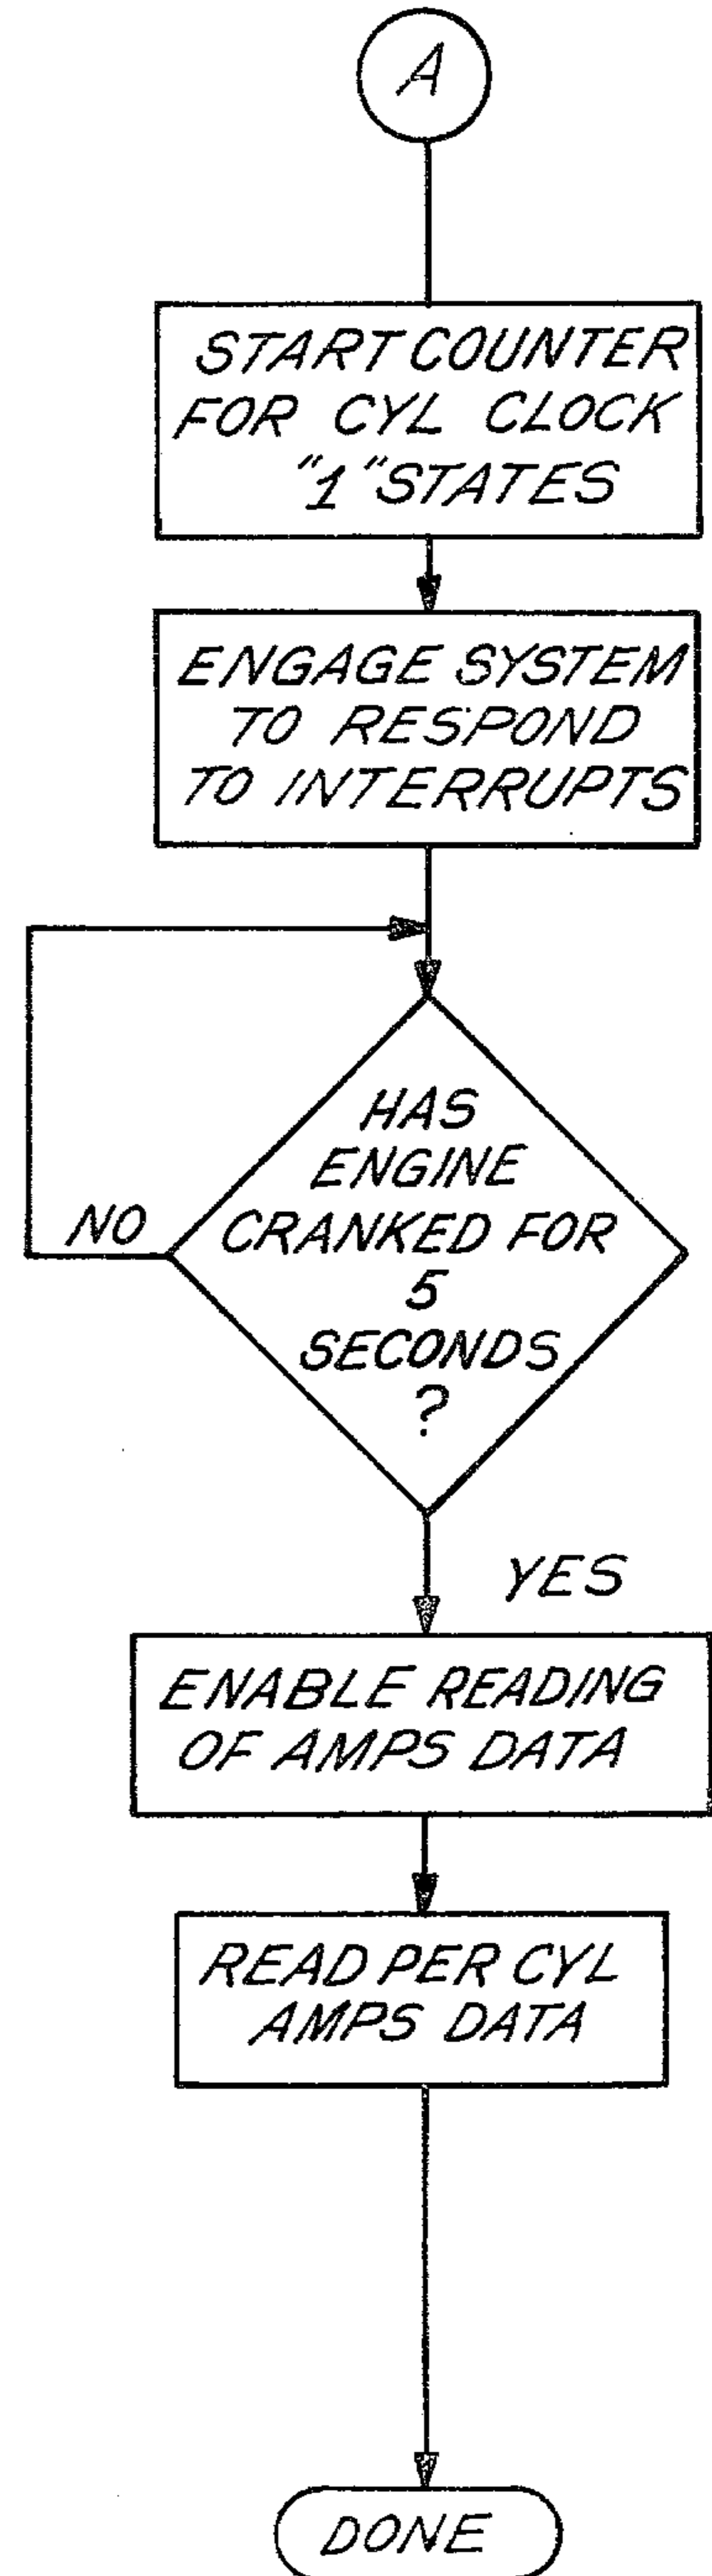 A
START COUNTER
FOR CYL CLOCK
"1" STATES
ENGAGE SYSTEM
TO RESPOND
TO INTERRUPTS
HAS
ENGINE
CRANKED FOR
5
SECONDS
?
NO
YES
ENABLE READING
OF AMPS DATA
READ PER CYL
AMPS DATA
DONE